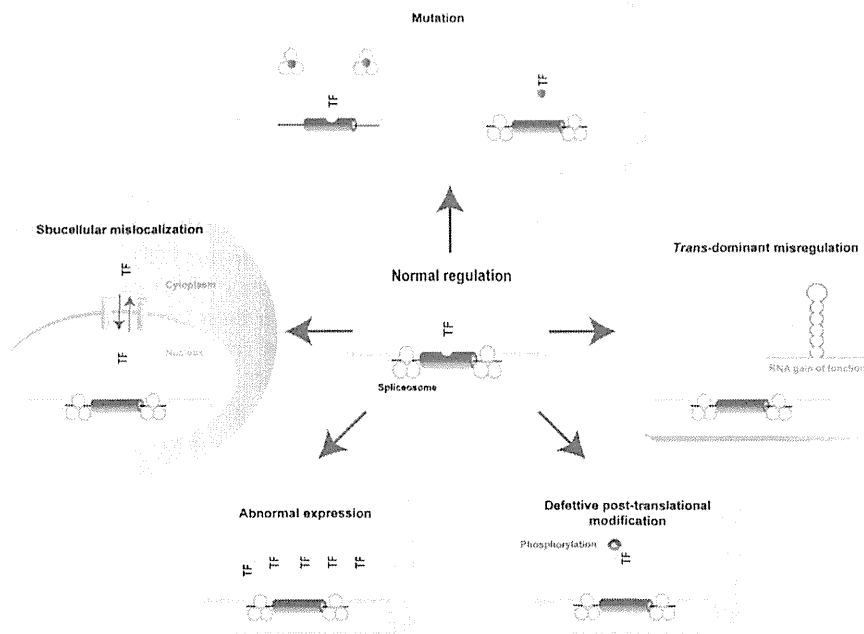 Mutation
TF
TF
Sbucellular mislocalization
TF
Cytoplasm
TF
Nucleus
Normal regulation
TF
Spliceosome
Trans-dominant misregulation
RNA gain of function
Abnormal expression
TF TF TF TF TF
Defettive post-translational
modification
Phosphorylation
TF